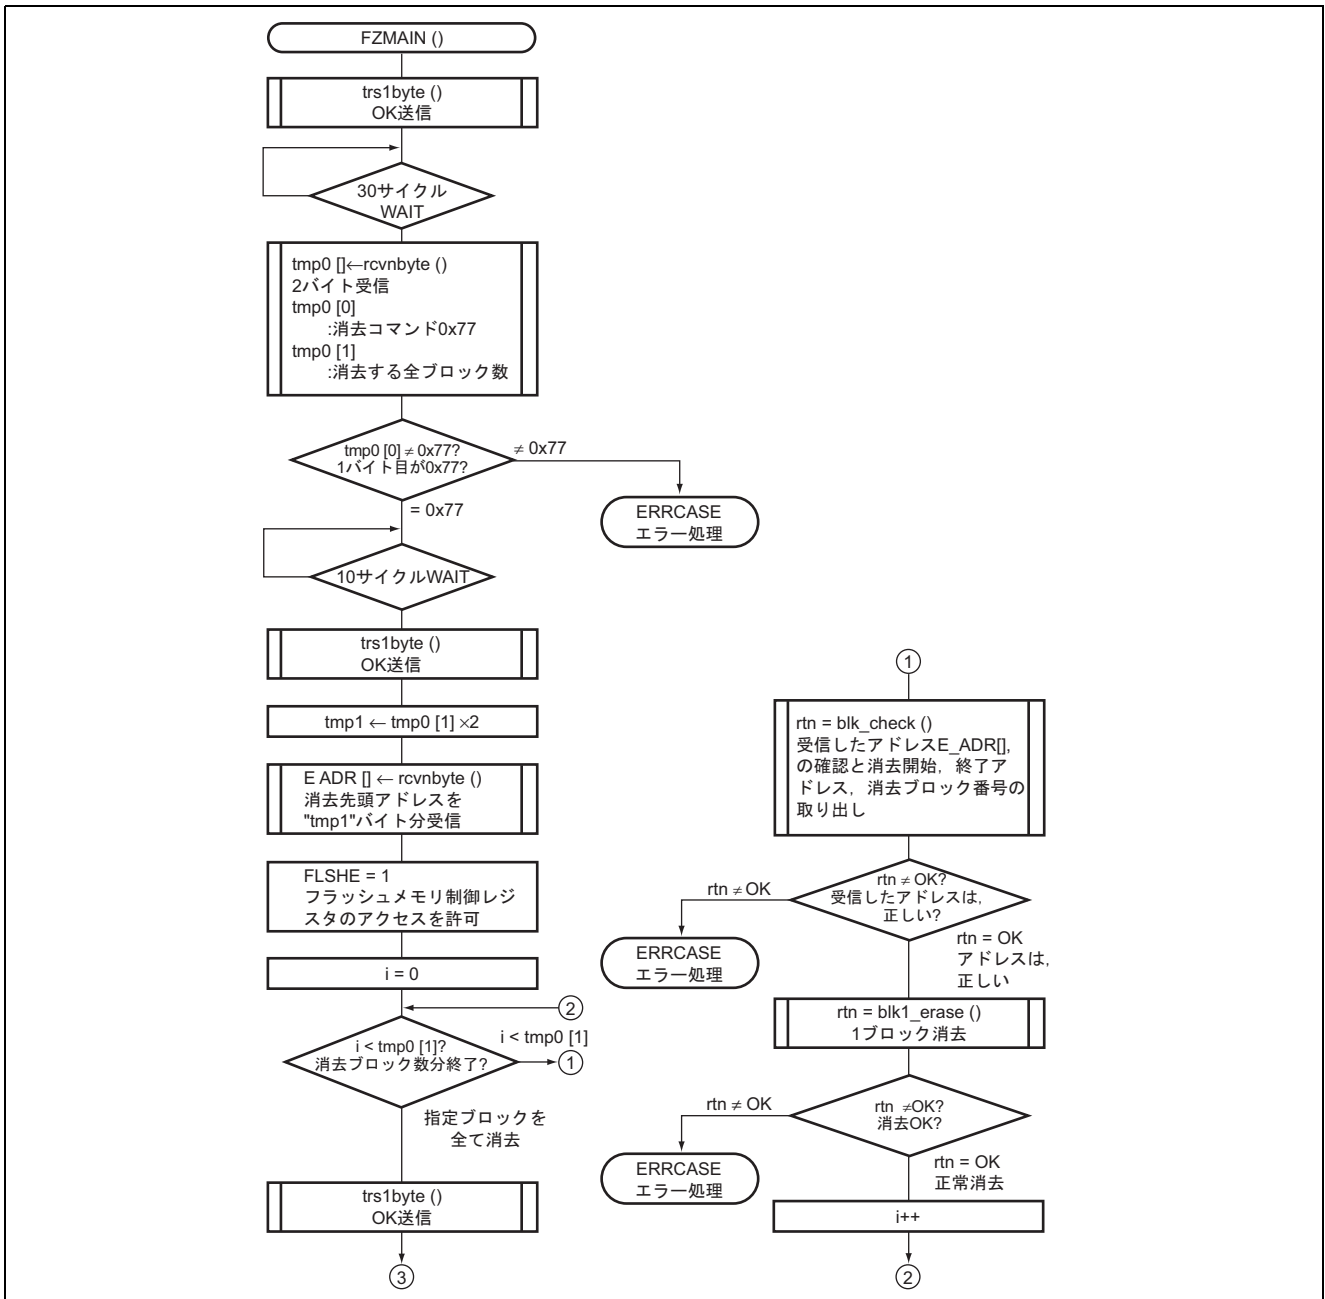 FZMAIN ()
trs1byte ()
OK送信
30サイクル
WAIT
tmp0 []←rcvnbyte ()
2バイト受信
tmp0 [0]
:消去コマンド0x77
tmp0 [1]
:消去する全ブロック数
tmp0 [0] ≠ 0x77?
1バイト目が0x77?
≠ 0x77
ERRCASE
エラー処理
= 0x77
10サイクルWAIT
trs1byte ()
OK送信
tmp1 ← tmp0 [1] ×2
E ADR [] ← rcvnbyte ()
消去先頭アドレスを
"tmp1"バイト分受信
FLSHE = 1
フラッシュメモリ制御レジ
スタのアクセスを許可
i = 0
②
i < tmp0 [1]?
消去ブロック数分終了?
i < tmp0 [1]
①
指定ブロックを
全て消去
trs1byte ()
OK送信
③
①
rtn = blk_check ()
受信したアドレスE_ADR[],
の確認と消去開始，終了ア
ドレス，消去ブロック番号の
取り出し
rtn ≠ OK?
受信したアドレスは,
正しい?
rtn ≠ OK
ERRCASE
エラー処理
rtn = OK
アドレスは,
正しい
rtn = blk1_erase ()
1ブロック消去
rtn ≠OK?
消去OK?
rtn ≠ OK
ERRCASE
エラー処理
rtn = OK
正常消去
i++
②